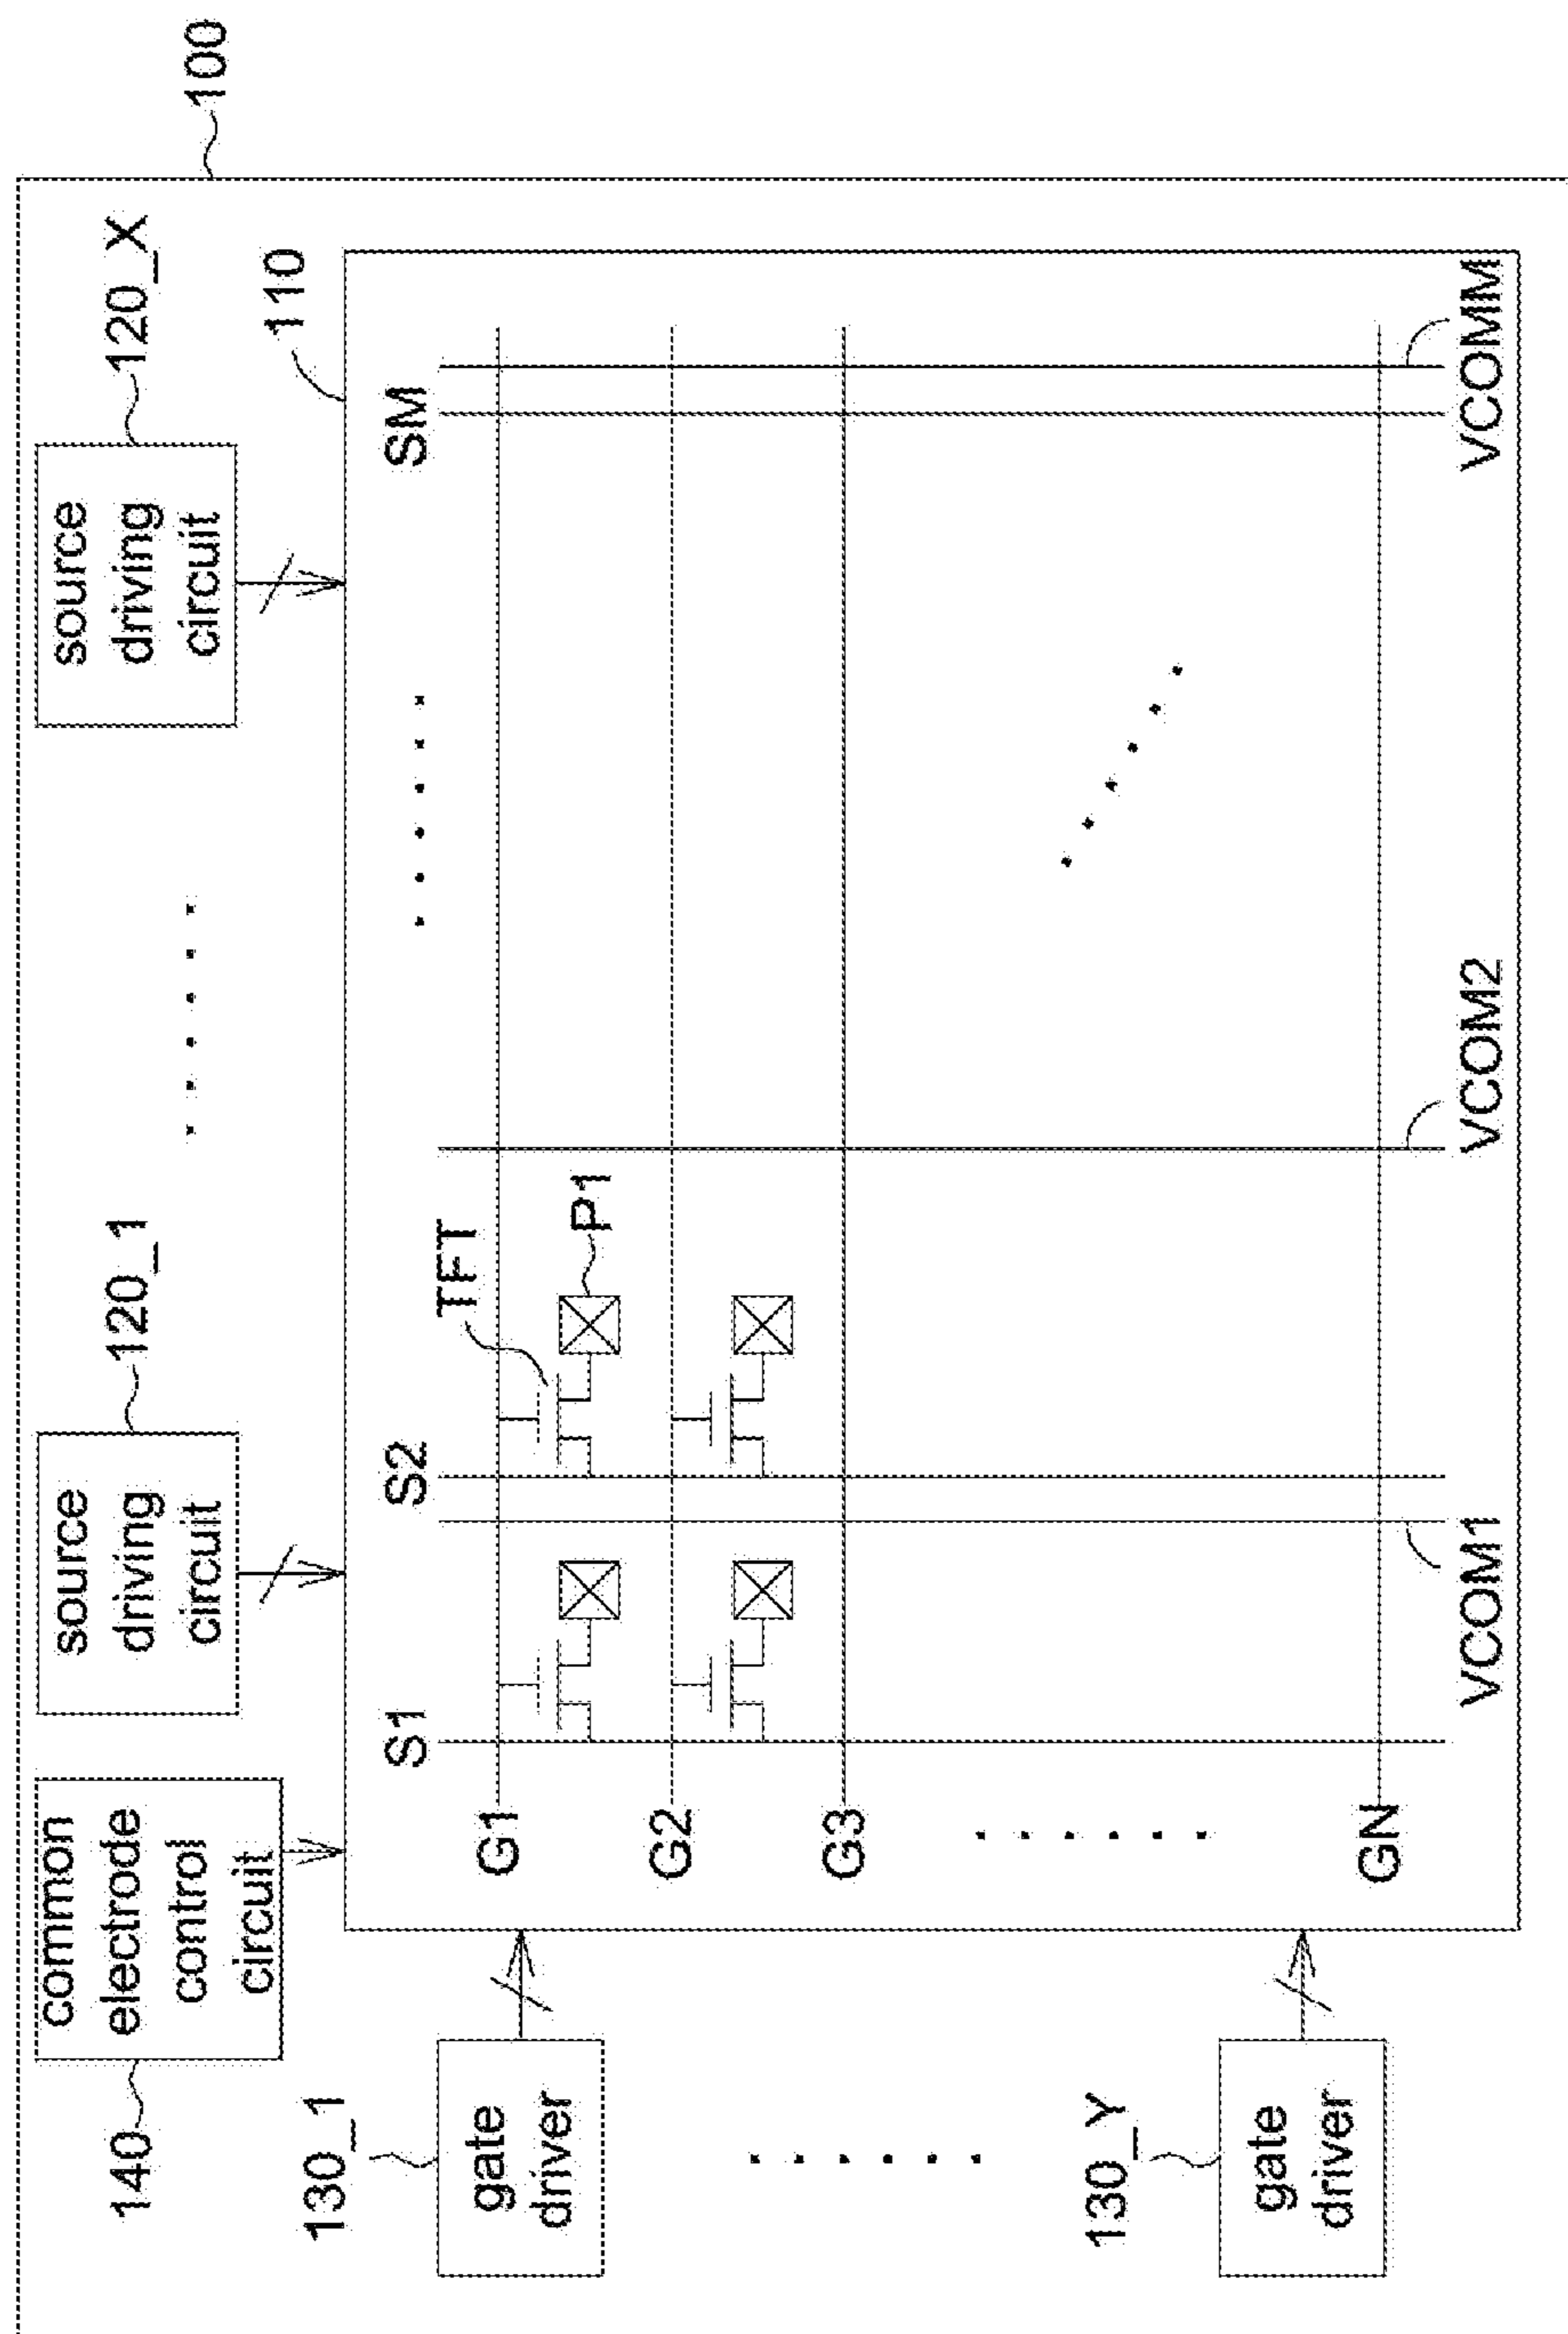 100
common
electrode
control
circuit
140
source
driving
circuit
120_1
source
driving
circuit
120_X
110
S1
S2
SM
TFT
P1
G1
G2
G3
GN
gate
driver
130_1
gate
driver
130_Y
VCOM1
VCOM2
VCOMM